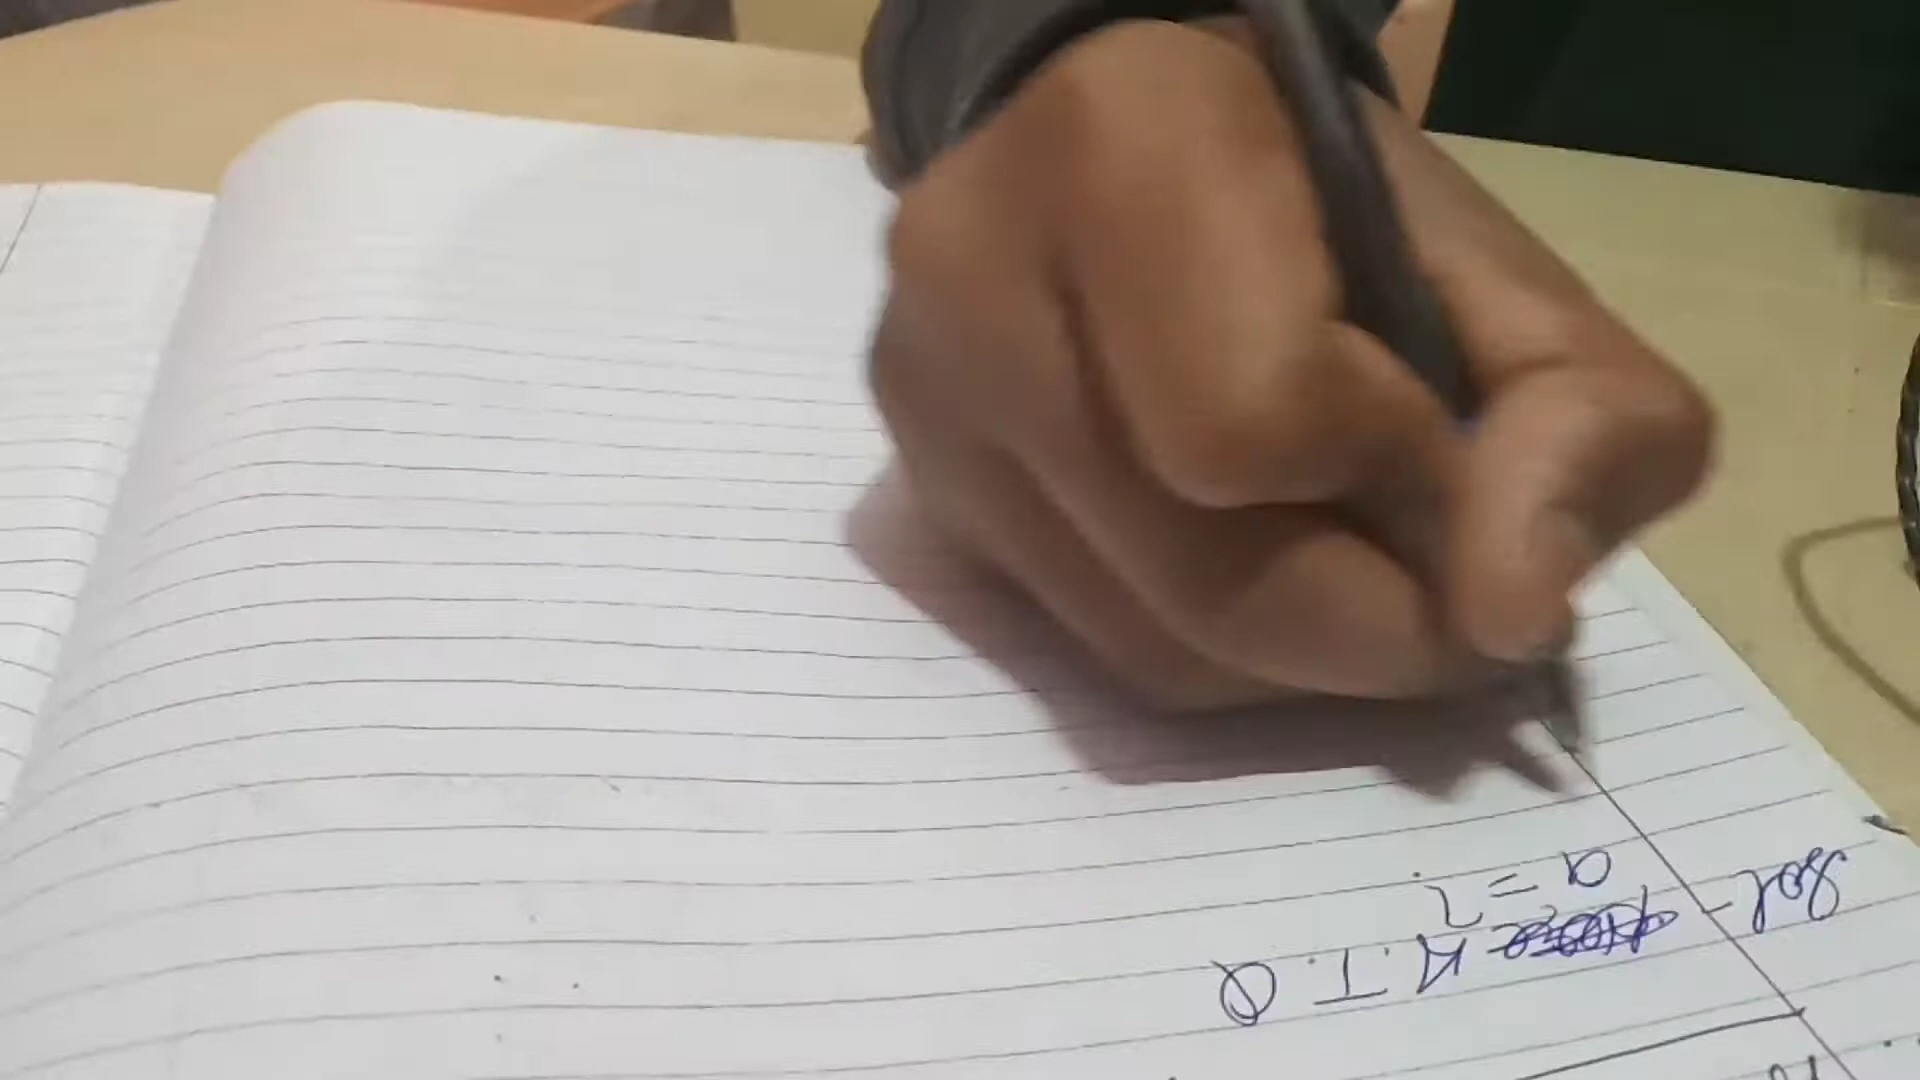 Sol - A.T.Q
a = ?